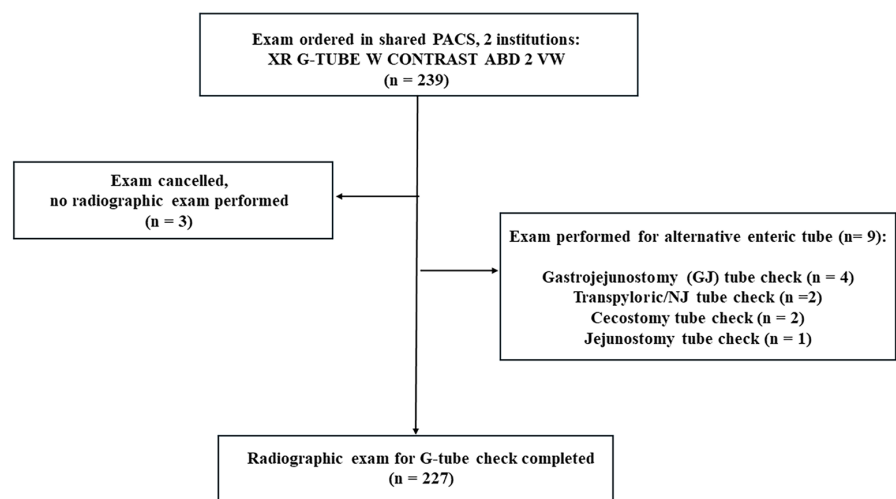 Exam ordered in shared PACS, 2 institutions:
XR G-TUBE W CONTRAST ABD 2 VW
(n = 239)
Exam cancelled,
no radiographic exam performed
(n = 3)
Exam performed for alternative enteric tube (n= 9):
Gastrojejunostomy (GJ) tube check (n = 4)
Transpyloric/NJ tube check (n =2)
Cecostomy tube check (n = 2)
Jejunostomy tube check (n = 1)
Radiographic exam for G-tube check completed
(n = 227)